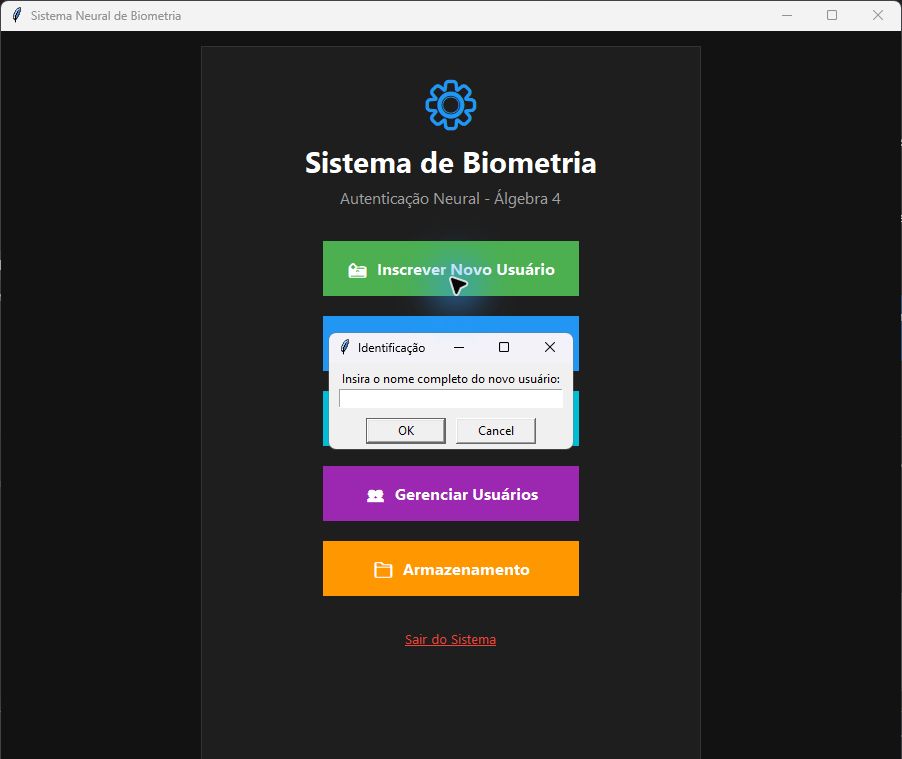 Sistema Neural de Biometria
Sistema de Biometria
Autenticação Neural - Álgebra 4
Inscrever Novo Usuário
Identificação
Insira o nome completo do novo usuário:
OK Cancel
Gerenciar Usuários
Armazenamento
Sair do Sistema